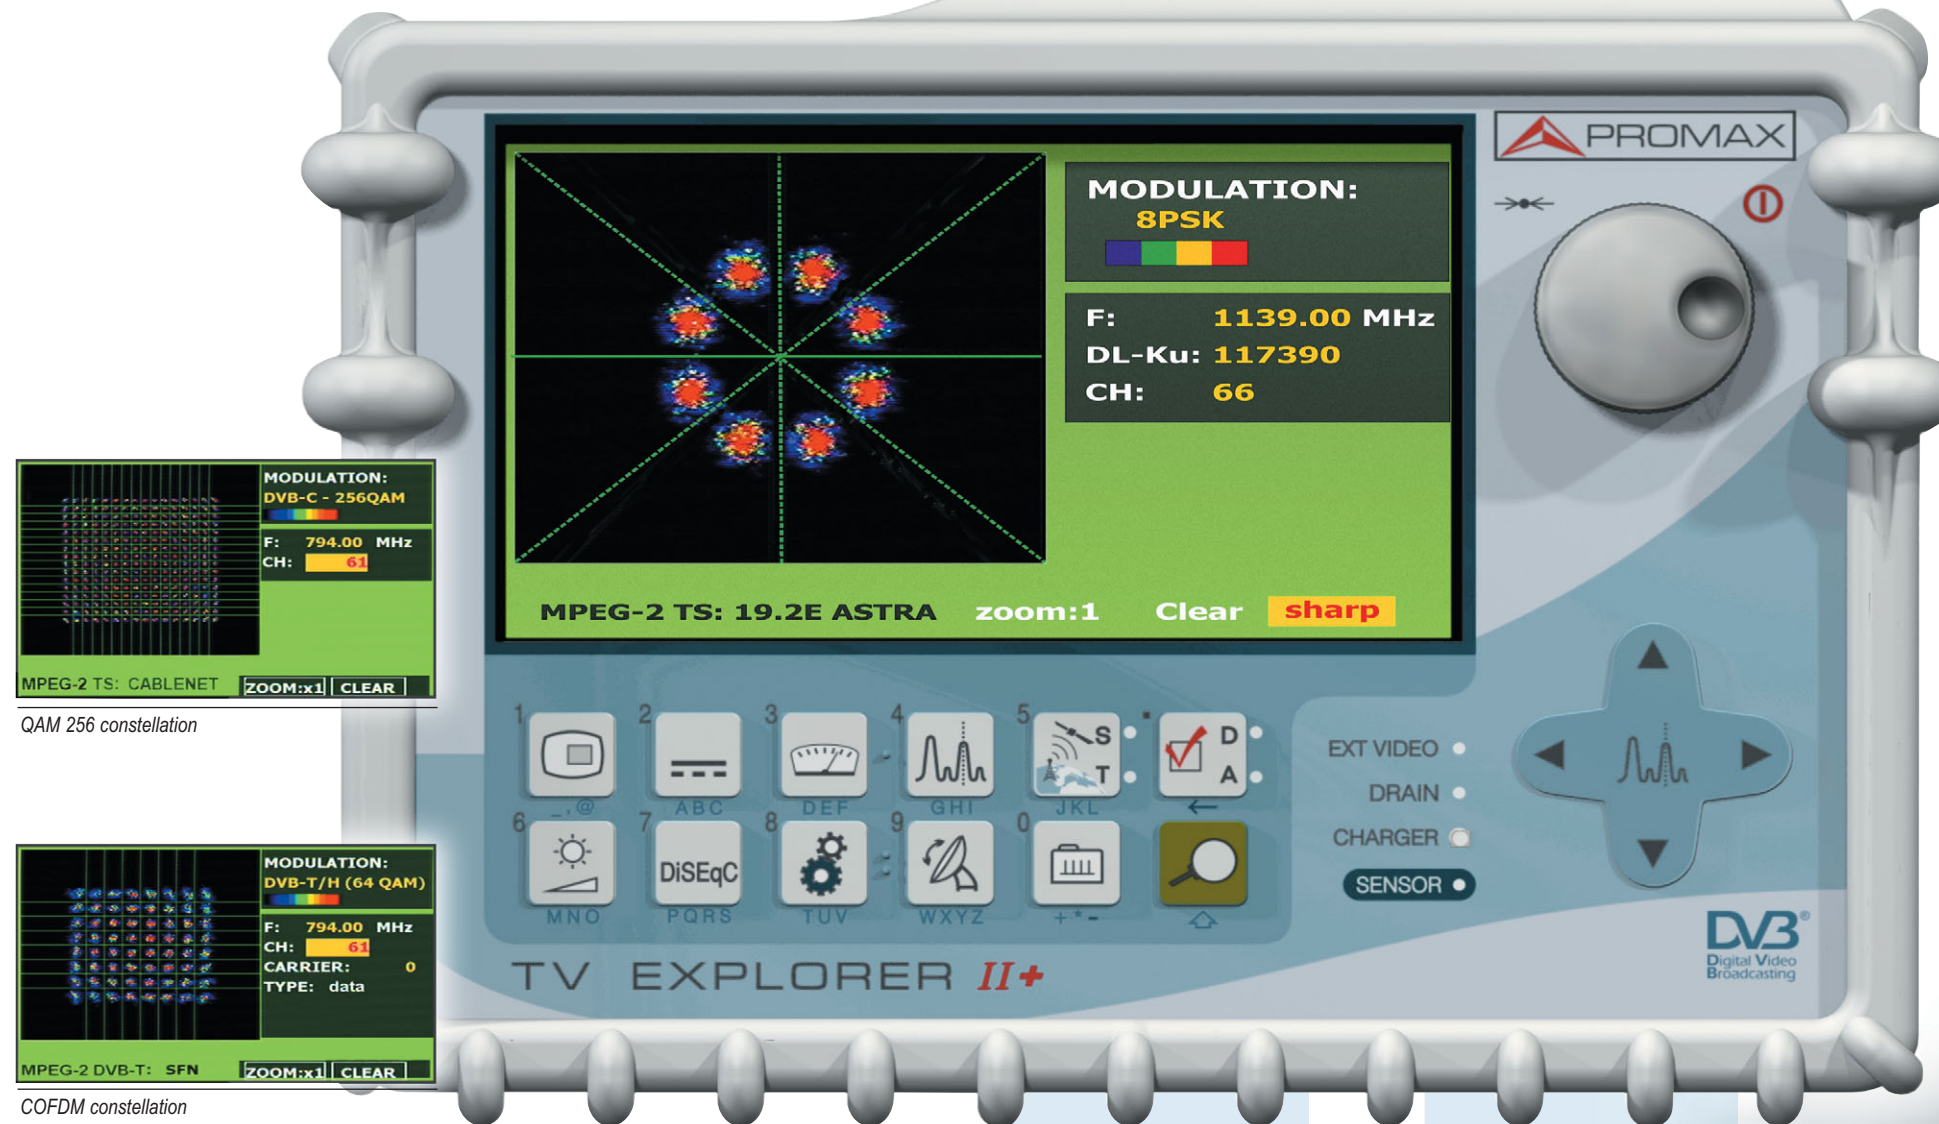 PROMAX
MODULATION:
8PSK
F: 1139.00 MHz
DL-Ku: 117390
CH: 66
MPEG-2 TS: 19.2E ASTRA zoom:1 Clear sharp
MODULATION:
DVB-C - 256QAM
F: 794.00 MHz
CH: 61
MPEG-2 TS: CABLENET ZOOM:x1 CLEAR
QAM 256 constellation
MODULATION:
DVB-T/H (64 QAM)
F: 794.00 MHz
CH: 61
CARRIER: 0
TYPE: data
MPEG-2 DVB-T: SFN ZOOM:x1 CLEAR
COFDM constellation
1 2 3 4 5 S D
T A
_,@ ABC DEF GHI JKL ←
6 7 8 9 0
DiSEqC
MNO PQRS TUV WXYZ +*-
EXT VIDEO
DRAIN
CHARGER
SENSOR
TV EXPLORER II+
DVB®
Digital Video
Broadcasting